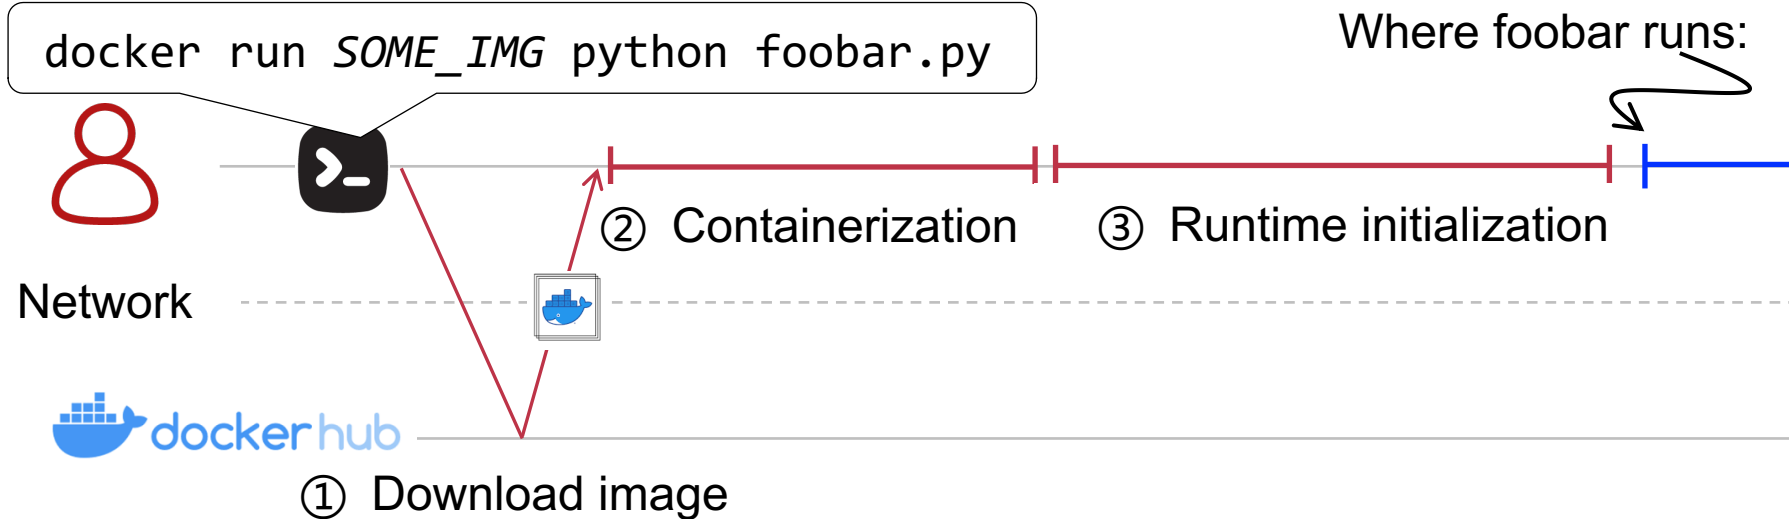 docker run SOME_IMG python foobar.py
Where foobar runs:
② Containerization
③ Runtime initialization
Network
dockerhub
① Download image